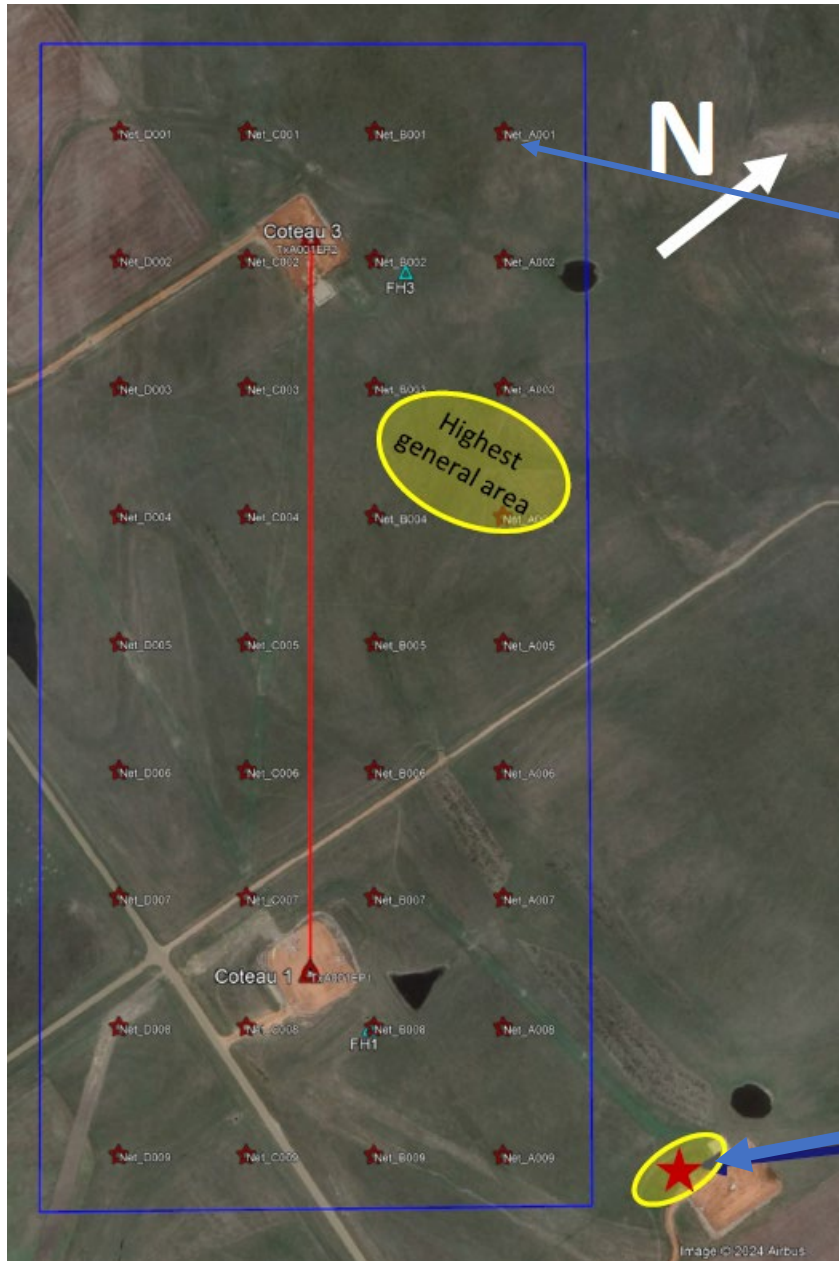 N
Net_D001 Net_C001 Net_B001 Net_A001
Coteau 3
TxA001EP2
Net_D002 Net_C002 Net_B002 Net_A002
FH3
Net_D003 Net_C003 Net_B003 Net_A003
Highest
general area
Net_D004 Net_C004 Net_B004
Net_D005 Net_C005 Net_B005 Net_A005
Net_D006 Net_C006 Net_B006 Net_A006
Net_D007 Net_C007 Net_B007 Net_A007
Coteau 1 TxA001EP1
Net_D008 Net_C008 Net_B008 Net_A008
FH1
Net_D009 Net_C009 Net_B009 Net_A009
Image © 2024 Airbus